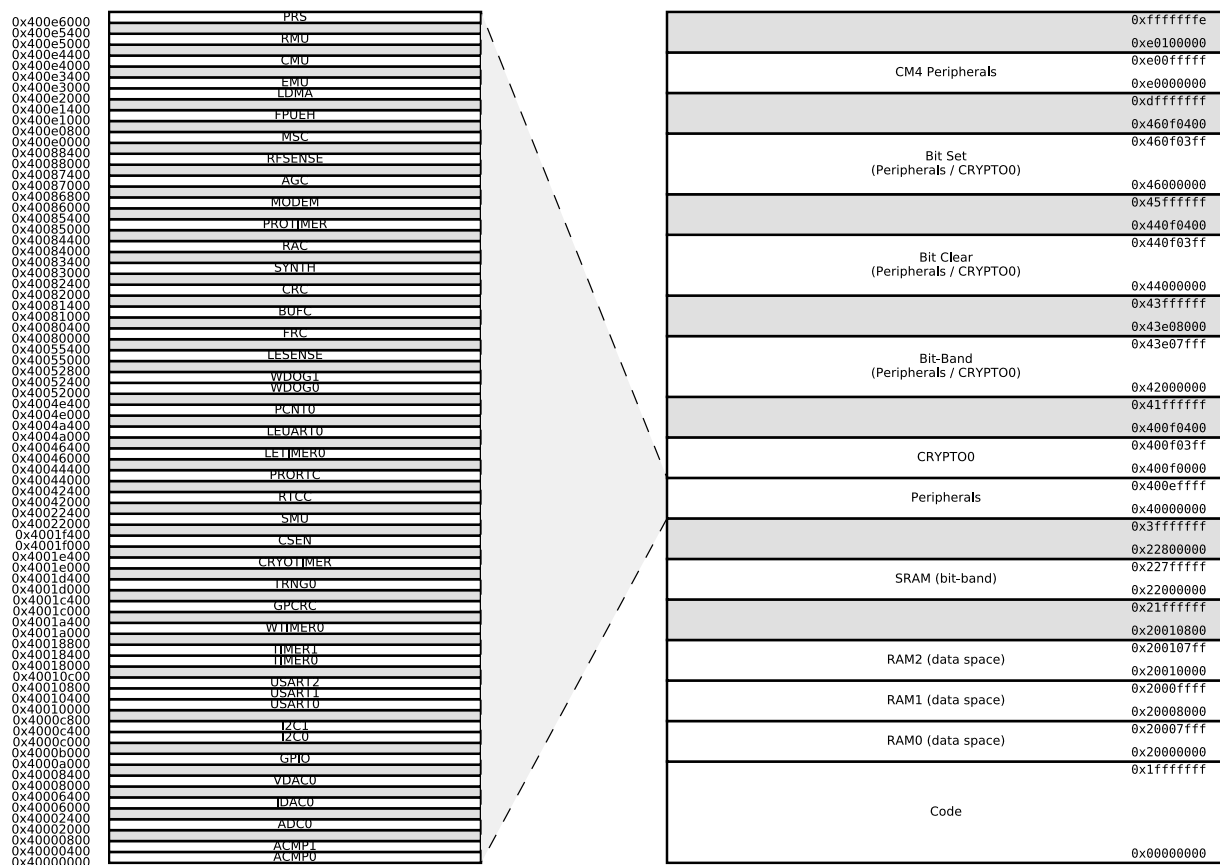 0x400e6000
0x400e5400
0x400e5000
0x400e4400
0x400e4000
0x400e3400
0x400e3000
0x400e2000
0x400e1400
0x400e1000
0x400e0800
0x400e0000
0x40088400
0x40088000
0x40087400
0x40087000
0x40086800
0x40086000
0x40085400
0x40085000
0x40084400
0x40084000
0x40083400
0x40083000
0x40082400
0x40082000
0x40081400
0x40081000
0x40080400
0x40080000
0x40055400
0x40055000
0x40052800
0x40052400
0x40052000
0x4004e400
0x4004e000
0x4004a400
0x4004a000
0x40046400
0x40046000
0x40044400
0x40044000
0x40042400
0x40042000
0x40022400
0x40022000
0x4001f400
0x4001f000
0x4001e400
0x4001e000
0x4001d400
0x4001d000
0x4001c400
0x4001c000
0x4001a400
0x4001a000
0x40018800
0x40018400
0x40018000
0x40010c00
0x40010800
0x40010400
0x40010000
0x4000c800
0x4000c400
0x4000c000
0x4000b000
0x4000a000
0x40008400
0x40008000
0x40006400
0x40006000
0x40002400
0x40002000
0x40000800
0x40000400
0x40000000
PRS
RMU
CMU
EMU
LDMA
FPUEH
MSC
RFSENSE
AGC
MODEM
PROTIMER
RAC
SYNTH
CRC
BUFC
FRC
LESENSE
WDOG1
WDOG0
PCNT0
LEUART0
LETIMER0
PRORTC
RTCC
SMU
CSEN
CRYOTIMER
TRNG0
GPCRC
WTIMER0
TIMER1
TIMER0
USART2
USART1
USART0
I2C1
I2C0
GPIO
VDAC0
IDAC0
ADC0
ACMP1
ACMP0
0xfffffffe
0xe0100000
0xe00fffff
CM4 Peripherals
0xe0000000
0xdfffffff
0x460f0400
0x460f03ff
Bit Set
(Peripherals / CRYPTO0)
0x46000000
0x45ffffff
0x440f0400
0x440f03ff
Bit Clear
(Peripherals / CRYPTO0)
0x44000000
0x43ffffff
0x43e08000
0x43e07fff
Bit-Band
(Peripherals / CRYPTO0)
0x42000000
0x41ffffff
0x400f0400
0x400f03ff
CRYPTO0
0x400f0000
0x400effff
Peripherals
0x40000000
0x3fffffff
0x22800000
0x227fffff
SRAM (bit-band)
0x22000000
0x21ffffff
0x20010800
0x200107ff
RAM2 (data space)
0x20010000
0x2000ffff
RAM1 (data space)
0x20008000
0x20007fff
RAM0 (data space)
0x20000000
0x1fffffff
Code
0x00000000